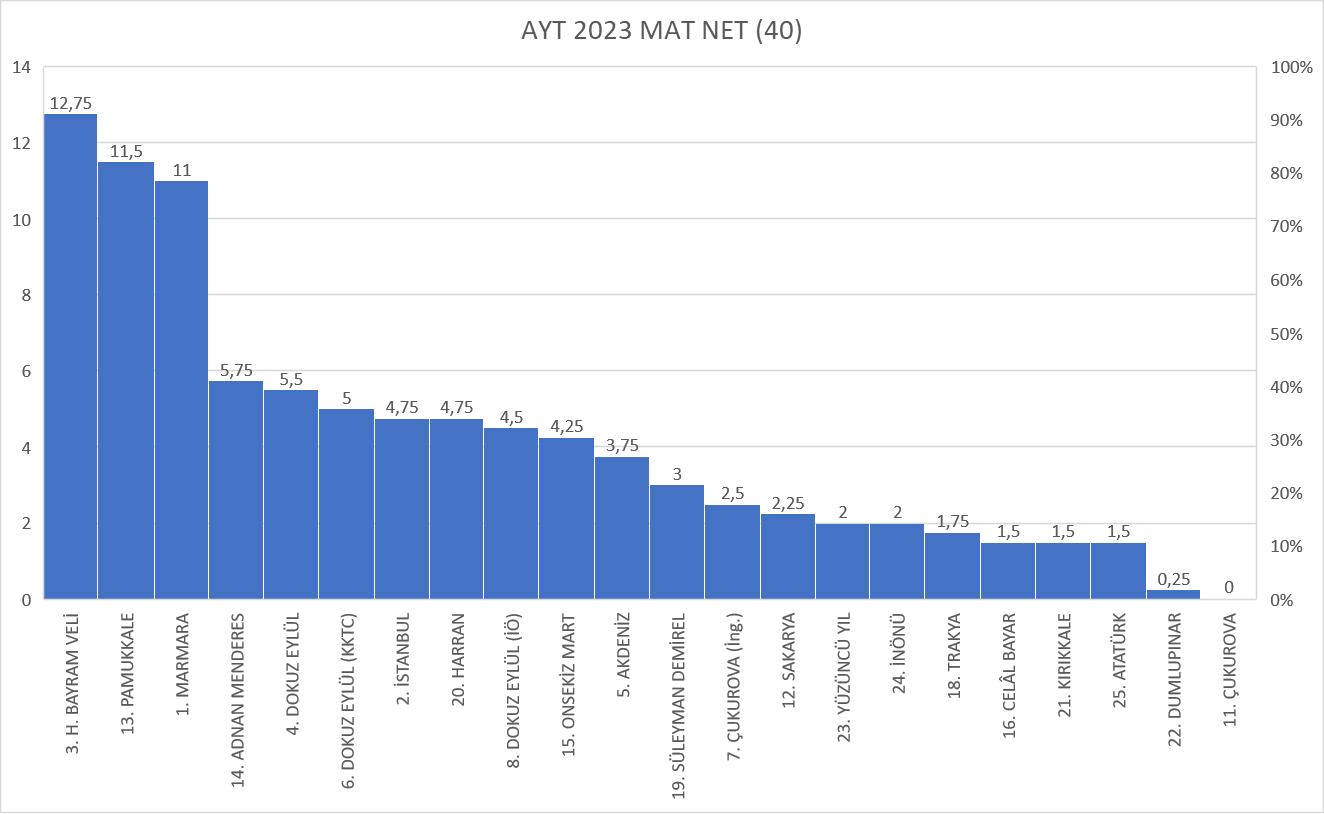 AYT 2023 MAT NET (40)
14
12
10
8
6
4
2
0
100%
90%
80%
70%
60%
50%
40%
30%
20%
10%
0%
12,75
11,5
11
5,75
5,5
5
4,75
4,75
4,5
4,25
3,75
3
2,5
2,25
2
2
1,75
1,5
1,5
1,5
0,25
0
3. H. BAYRAM VELİ
13. PAMUKKALE
1. MARMARA
14. ADNAN MENDERES
4. DOKUZ EYLÜL
6. DOKUZ EYLÜL (KKTC)
2. İSTANBUL
20. HARRAN
8. DOKUZ EYLÜL (İÖ)
15. ONSEKİZ MART
5. AKDENİZ
19. SÜLEYMAN DEMİREL
7. ÇUKUROVA (İng.)
12. SAKARYA
23. YÜZÜNCÜ YIL
24. İNÖNÜ
18. TRAKYA
16. CELÂL BAYAR
21. KIRIKKALE
25. ATATÜRK
22. DUMLUPINAR
11. ÇUKUROVA